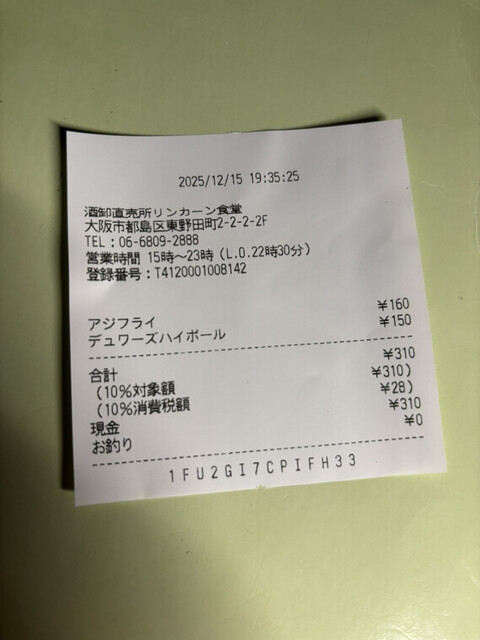 2025/12/15 19:35:25
酒卸直売所リンカーン食堂
大阪市都島区東野田町2-2-2-2F
TEL：06-6809-2888
営業時間 15時～23時（L.O.22時30分）
登録番号：T4120001008142
アジフライ ¥160
デュワーズハイボール ¥150
合計 ¥310
（10%対象額 ¥310）
（10%消費税額 ¥28）
現金 ¥310
お釣り ¥0
1FU2GI7CPIFH33